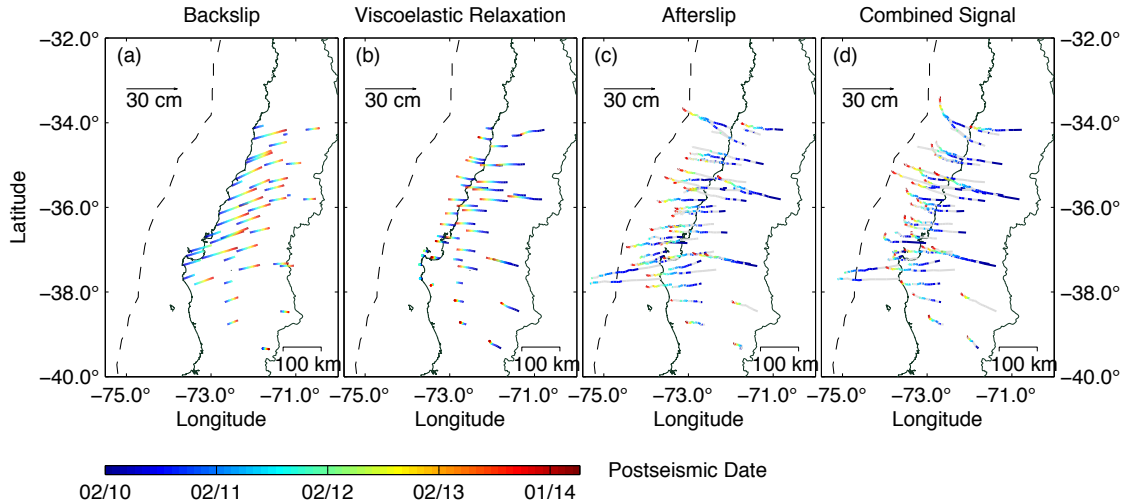 Backslip Viscoelastic Relaxation Afterslip Combined Signal
−32.0° (a) (b) (c) (d) −32.0°
30 cm 30 cm 30 cm 30 cm
−34.0° −34.0°
Latitude
−36.0° −36.0°
−38.0° −38.0°
100 km 100 km 100 km 100 km
−40.0° −40.0°
−75.0° −73.0° −71.0° −75.0° −73.0° −71.0° −75.0° −73.0° −71.0° −75.0° −73.0° −71.0°
Longitude Longitude Longitude Longitude
Postseismic Date
02/10 02/11 02/12 02/13 01/14